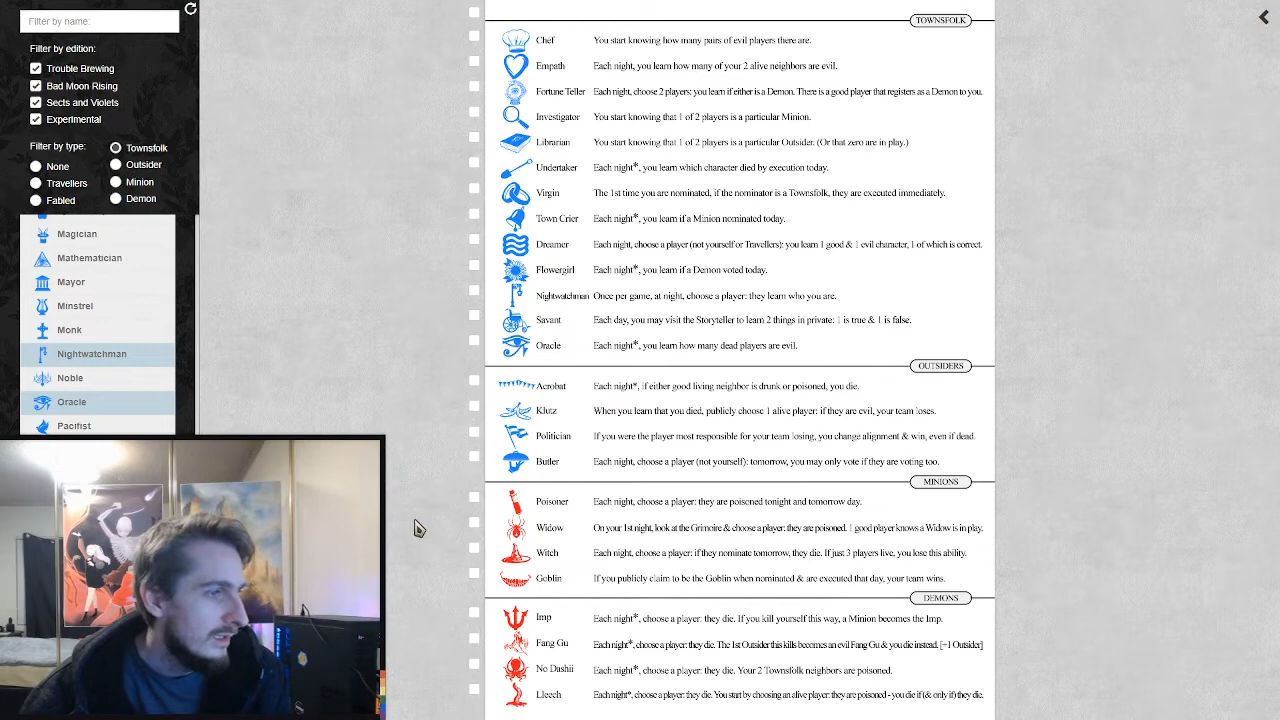 Filter by name:
Filter by edition:
Trouble Brewing
Bad Moon Rising
Sects and Violets
Experimental
Filter by type:
Townsfolk
None
Outsider
Travellers
Minion
Fabled
Demon
Magician
Mathematician
Mayor
Minstrel
Monk
Nightwatchman
Noble
Oracle
Pacifist
TOWNSFOLK
Chef You start knowing how many pairs of evil players there are.
Empath Each night, you learn how many of your 2 alive neighbors are evil.
Fortune Teller Each night, choose 2 players: you learn if either is a Demon. There is a good player that registers as a Demon to you.
Investigator You start knowing that 1 of 2 players is a particular Minion.
Librarian You start knowing that 1 of 2 players is a particular Outsider. (Or that zero are in play.)
Undertaker Each night*, you learn which character died by execution today.
Virgin The 1st time you are nominated, if the nominator is a Townsfolk, they are executed immediately.
Town Crier Each night*, you learn if a Minion nominated today.
Dreamer Each night, choose a player (not yourself or Travellers): you learn 1 good & 1 evil character, 1 of which is correct.
Flowergirl Each night*, you learn if a Demon voted today.
Nightwatchman Once per game, at night, choose a player: they learn who you are.
Savant Each day, you may visit the Storyteller to learn 2 things in private: 1 is true & 1 is false.
Oracle Each night*, you learn how many dead players are evil.
OUTSIDERS
Acrobat Each night*, if either good living neighbor is drunk or poisoned, you die.
Klutz When you learn that you died, publicly choose 1 alive player: if they are evil, your team loses.
Politician If you were the player most responsible for your team losing, you change alignment & win, even if dead.
Butler Each night, choose a player (not yourself): tomorrow, you may only vote if they are voting too.
MINIONS
Poisoner Each night, choose a player: they are poisoned tonight and tomorrow day.
Widow On your 1st night, look at the Grimoire & choose a player: they are poisoned. 1 good player knows a Widow is in play.
Witch Each night, choose a player: if they nominate tomorrow, they die. If just 3 players live, you lose this ability.
Goblin If you publicly claim to be the Goblin when nominated & are executed that day, your team wins.
DEMONS
Imp Each night*, choose a player: they die. If you kill yourself this way, a Minion becomes the Imp.
Fang Gu Each night*, choose a player: they die. The 1st Outsider this kills becomes an evil Fang Gu & you die instead. [+1 Outsider]
No Dashii Each night*, choose a player: they die. Your 2 Townsfolk neighbors are poisoned.
Lleech Each night*, choose a player: they die. You start by choosing an alive player: they are poisoned - you die if (& only if) they die.